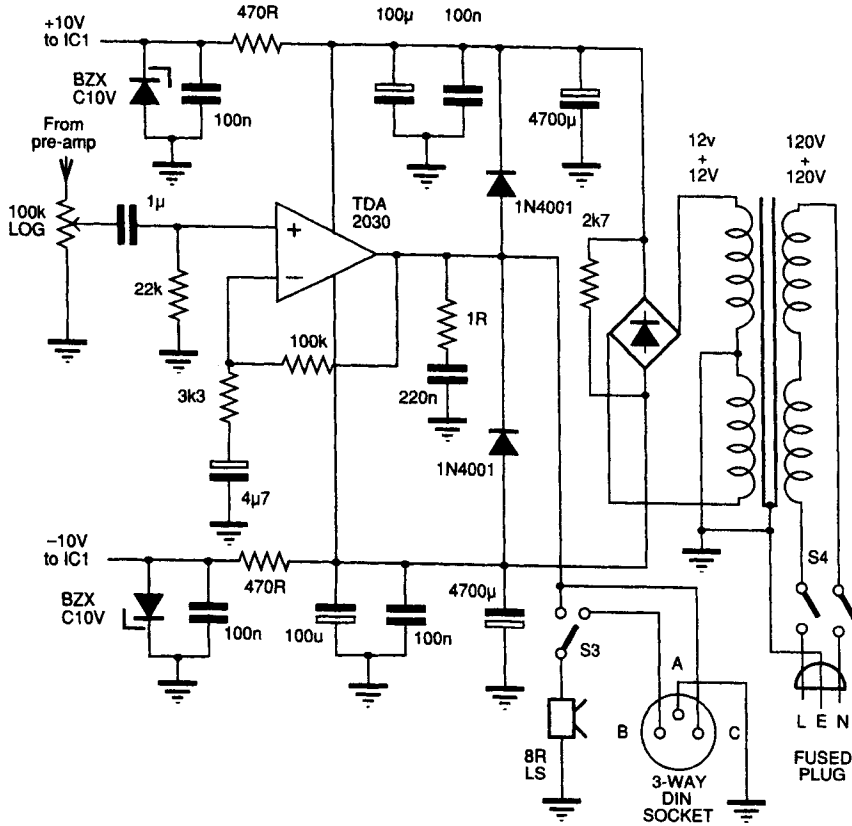 +10V
to IC1
470R
100µ
100n
BZX
C10V
100n
4700µ
12v
+
12V
120V
+
120V
From
pre-amp
1µ
TDA
2030
1N4001
2k7
100k
LOG
+
−
22k
1R
100k
3k3
220n
1N4001
4µ7
−10V
to IC1
S4
470R
4700µ
BZX
C10V
100n
100u
100n
S3
A
B
C
L E N
8R
LS
3-WAY
DIN
SOCKET
FUSED
PLUG